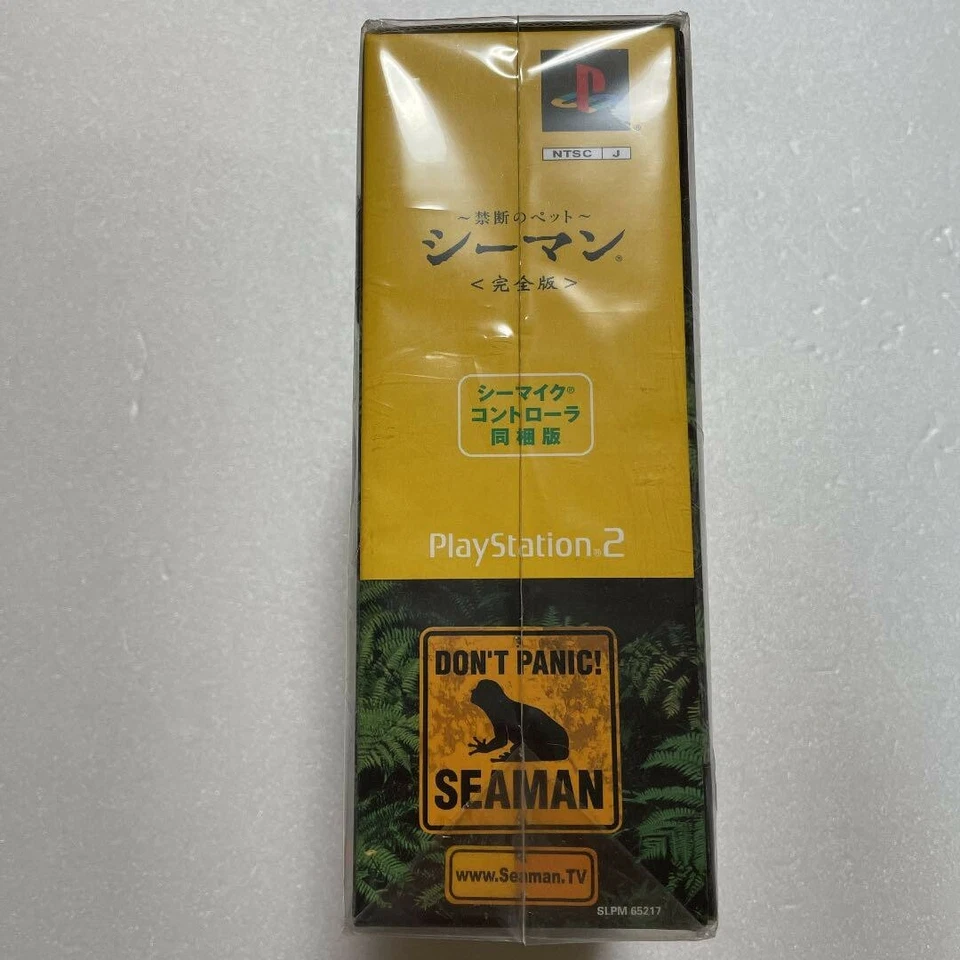 NTSC J
～禁断のペット～
シーマン®
＜完全版＞
シーマイク®
コントローラ
同梱版
PlayStation®2
DON'T PANIC!
SEAMAN
www.Seaman.TV
SLPM 65217